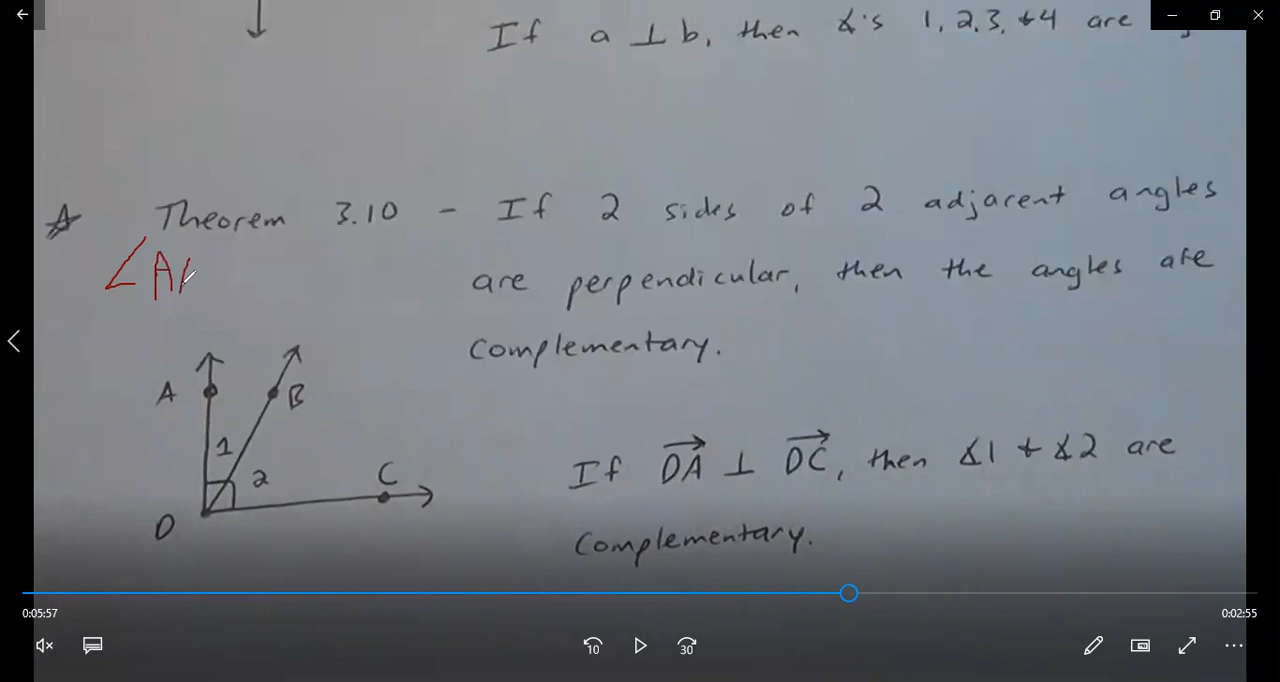 If a ⊥ b, then ∡'s 1, 2, 3, + 4 are
Theorem 3.10 - If 2 sides of 2 adjacent angles
are perpendicular, then the angles are
complementary.
∠A
A
B
1
2
C
D
If DA ⊥ DC, then ∡1 + ∡2 are
complementary.
0:05:57
0:02:55
10
30